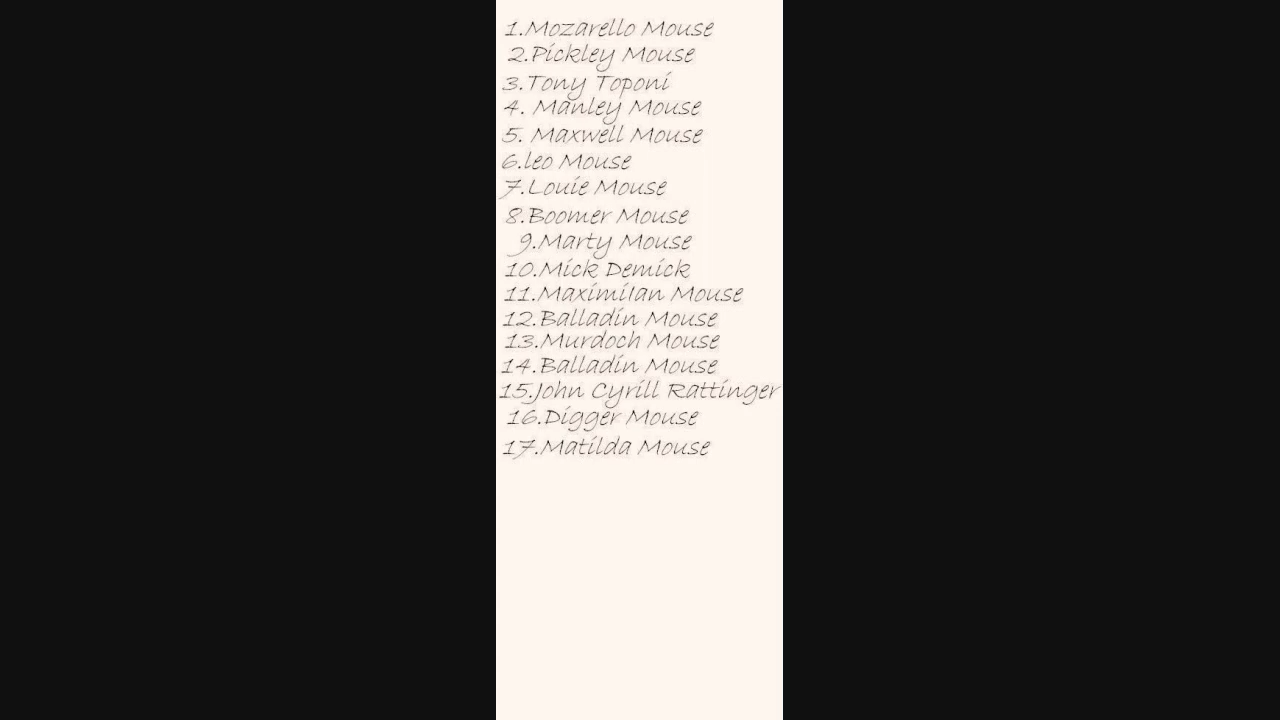 1.Mozarello Mouse
2.Pickley Mouse
3.Tony Toponi
4. Manley Mouse
5. Maxwell Mouse
6.leo Mouse
7.Louie Mouse
8.Boomer Mouse
9.Marty Mouse
10.Mick Demick
11.Maximilan Mouse
12.Balladin Mouse
13.Murdoch Mouse
14.Balladin Mouse
15.John Cyrill Rattinger
16.Digger Mouse
17.Matilda Mouse